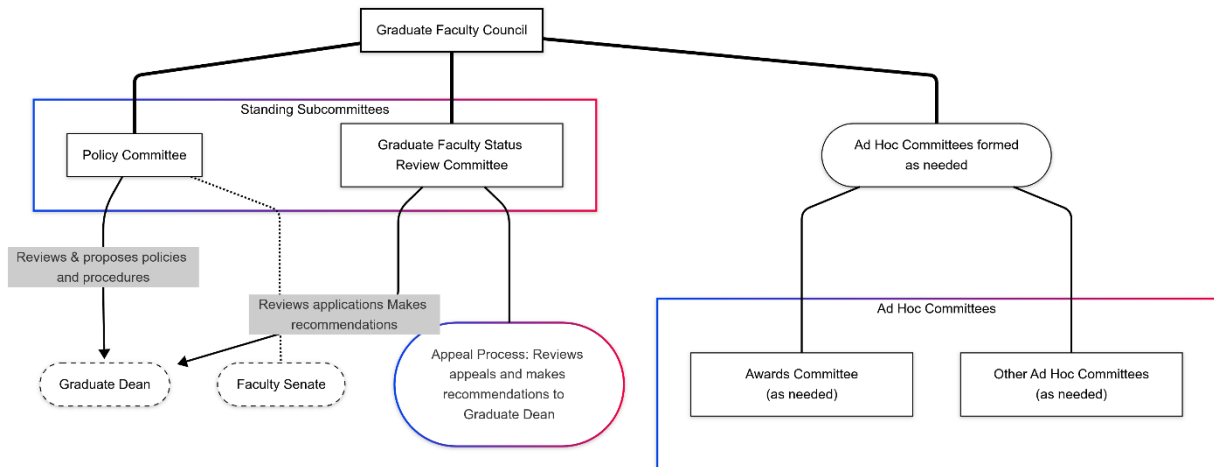 Graduate Faculty Council
Standing Subcommittees
Policy Committee
Graduate Faculty Status
Review Committee
Ad Hoc Committees formed
as needed
Reviews & proposes policies
and procedures
Reviews applications Makes
recommendations
Graduate Dean
Faculty Senate
Appeal Process: Reviews
appeals and makes
recommendations to
Graduate Dean
Ad Hoc Committees
Awards Committee
(as needed)
Other Ad Hoc Committees
(as needed)